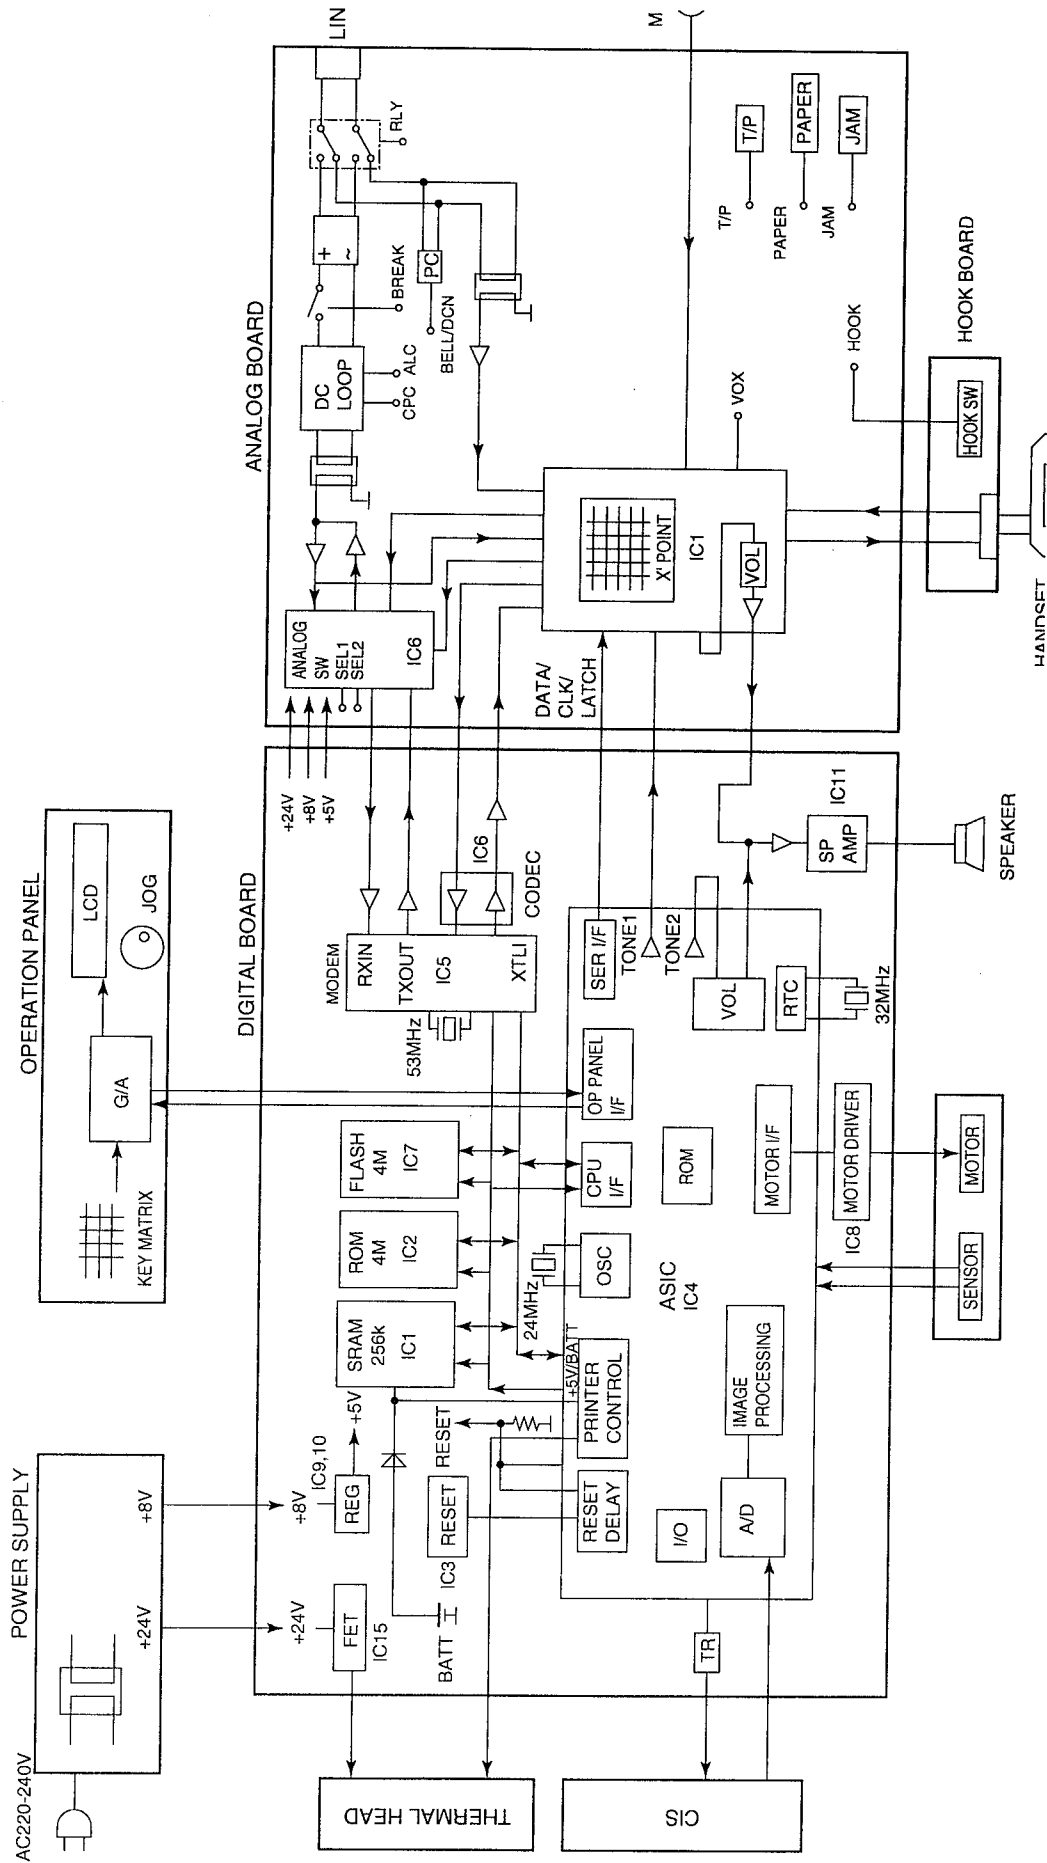 AC220-240V
POWER SUPPLY
+24V
+8V
OPERATION PANEL
KEY MATRIX
G/A
LCD
JOG
THERMAL HEAD
CIS
DIGITAL BOARD
+24V
FET
IC15
+8V
REG
IC9,10
+5V
BATT
IC3
RESET
RESET
SRAM
256k
IC1
ROM
4M
IC2
FLASH
4M
IC7
24MHz
+5V/BATT
53MHz
MODEM
RXIN
TXOUT
IC5
XTLI
IC6
CODEC
+24V
+8V
+5V
RESET
DELAY
PRINTER
CONTROL
OSC
CPU
I/F
OP PANEL
I/F
SER I/F
TONE1
TONE2
VOL
RTC
32MHz
I/O
A/D
IMAGE
PROCESSING
ASIC
IC4
ROM
MOTOR I/F
MOTOR DRIVER
IC8
TR
SENSOR
MOTOR
SP
AMP
IC11
SPEAKER
ANALOG BOARD
ANALOG
SW
SEL1
SEL2
IC6
DC
LOOP
CPC
ALC
BREAK
+
~
RLY
LIN
PC
BELL/DCN
DATA/
CLK/
LATCH
X' POINT
IC1
VOL
VOX
M
T/P
T/P
PAPER
PAPER
JAM
JAM
HOOK
HOOK BOARD
HOOK SW
HANDSET